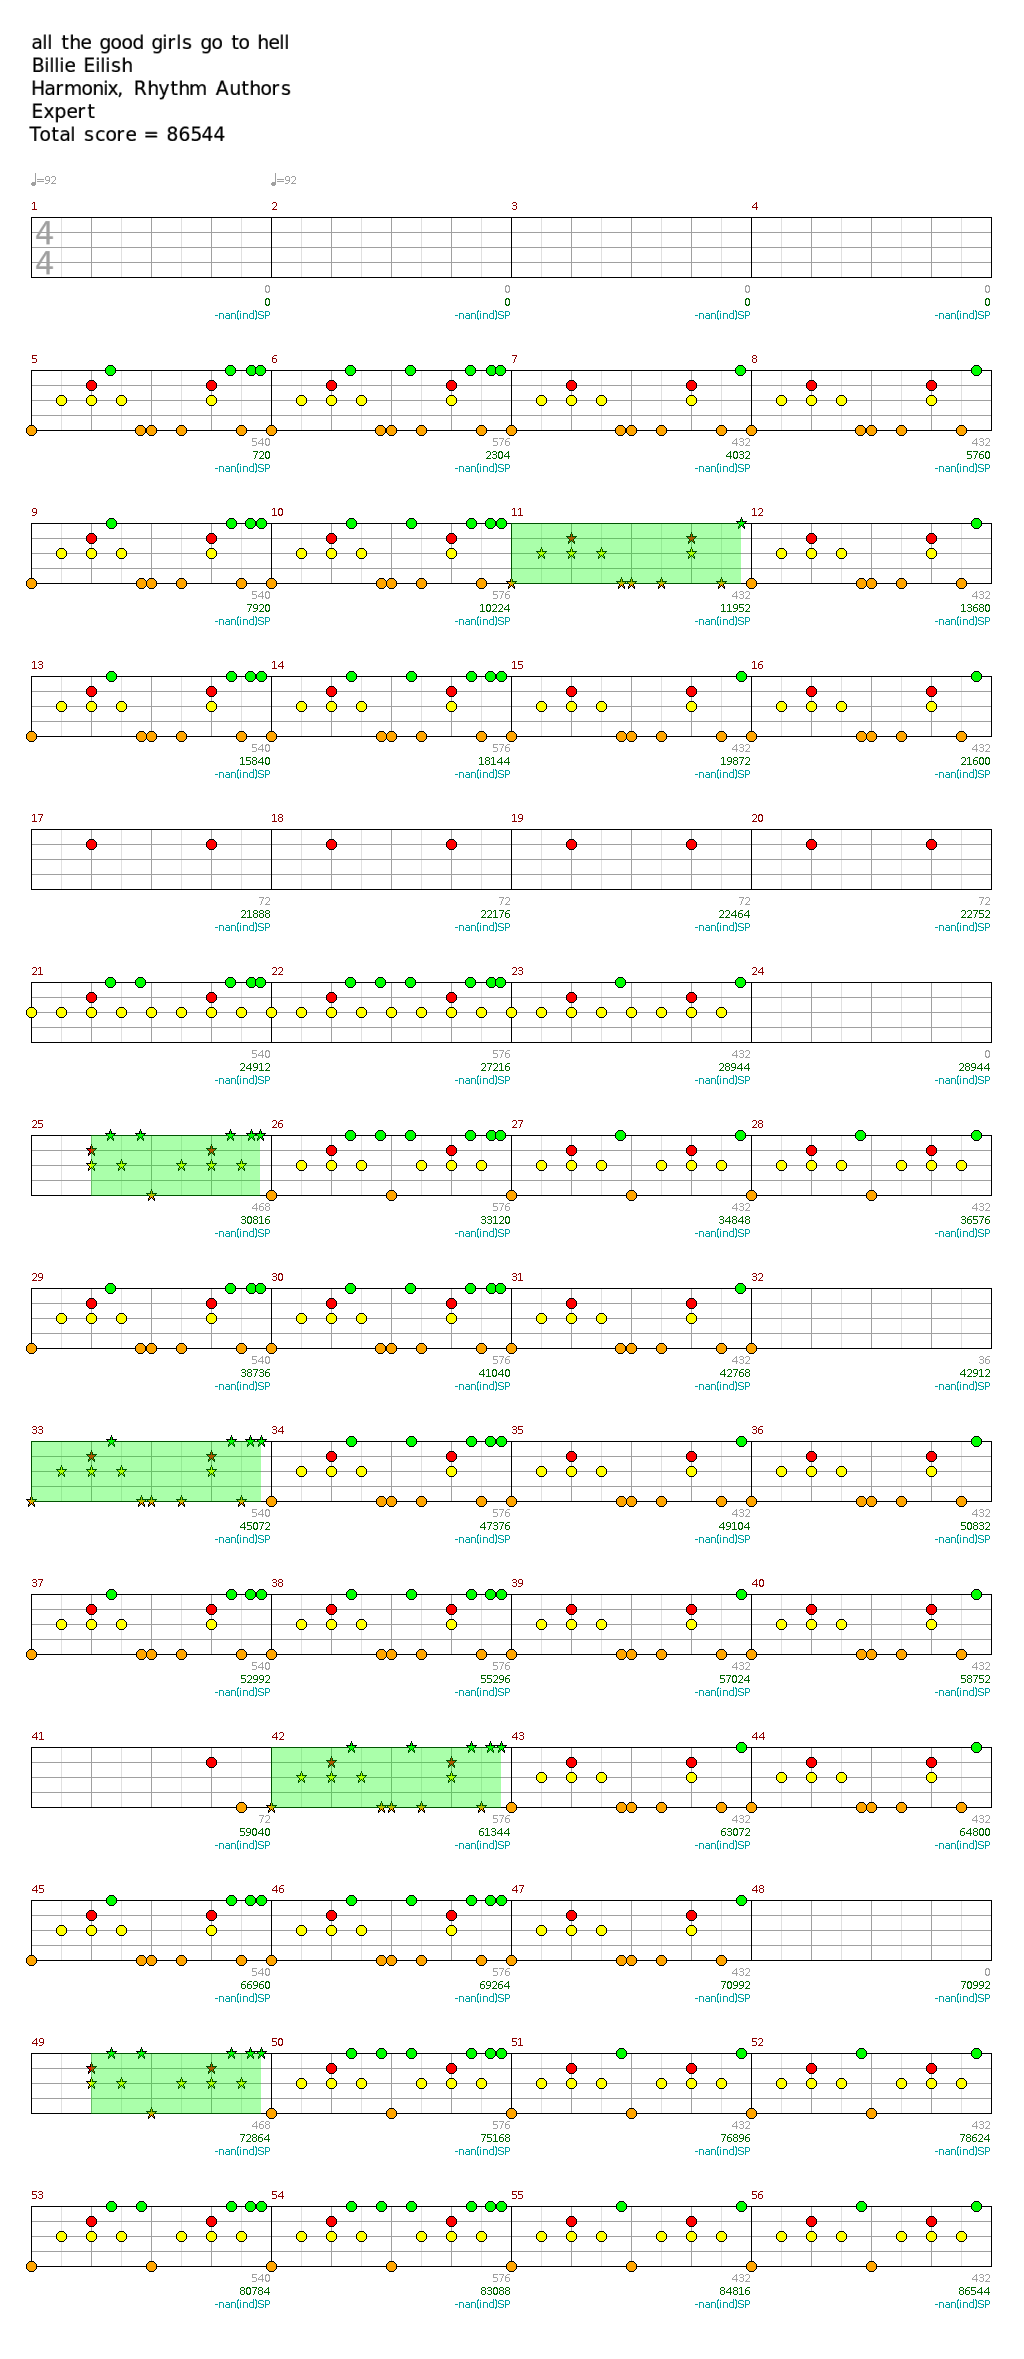 all the good girls go to hell
Billie Eilish
Harmonix, Rhythm Authors
Expert
Total score = 86544
♩=92 ♩=92
1 2 3 4
4
4
0 0 0 0
0 0 0 0
-nan(ind)SP -nan(ind)SP -nan(ind)SP -nan(ind)SP
5 6 7 8
540 576 432 432
720 2304 4032 5760
-nan(ind)SP -nan(ind)SP -nan(ind)SP -nan(ind)SP
9 10 11 12
540 576 432 432
7920 10224 11952 13680
-nan(ind)SP -nan(ind)SP -nan(ind)SP -nan(ind)SP
13 14 15 16
540 576 432 432
15840 18144 19872 21600
-nan(ind)SP -nan(ind)SP -nan(ind)SP -nan(ind)SP
17 18 19 20
72 72 72 72
21888 22176 22464 22752
-nan(ind)SP -nan(ind)SP -nan(ind)SP -nan(ind)SP
21 22 23 24
540 576 432 0
24912 27216 28944 28944
-nan(ind)SP -nan(ind)SP -nan(ind)SP -nan(ind)SP
25 26 27 28
468 576 432 432
30816 33120 34848 36576
-nan(ind)SP -nan(ind)SP -nan(ind)SP -nan(ind)SP
29 30 31 32
540 576 432 36
38736 41040 42768 42912
-nan(ind)SP -nan(ind)SP -nan(ind)SP -nan(ind)SP
33 34 35 36
540 576 432 432
45072 47376 49104 50832
-nan(ind)SP -nan(ind)SP -nan(ind)SP -nan(ind)SP
37 38 39 40
540 576 432 432
52992 55296 57024 58752
-nan(ind)SP -nan(ind)SP -nan(ind)SP -nan(ind)SP
41 42 43 44
72 576 432 432
59040 61344 63072 64800
-nan(ind)SP -nan(ind)SP -nan(ind)SP -nan(ind)SP
45 46 47 48
540 576 432 0
66960 69264 70992 70992
-nan(ind)SP -nan(ind)SP -nan(ind)SP -nan(ind)SP
49 50 51 52
468 576 432 432
72864 75168 76896 78624
-nan(ind)SP -nan(ind)SP -nan(ind)SP -nan(ind)SP
53 54 55 56
540 576 432 432
80784 83088 84816 86544
-nan(ind)SP -nan(ind)SP -nan(ind)SP -nan(ind)SP